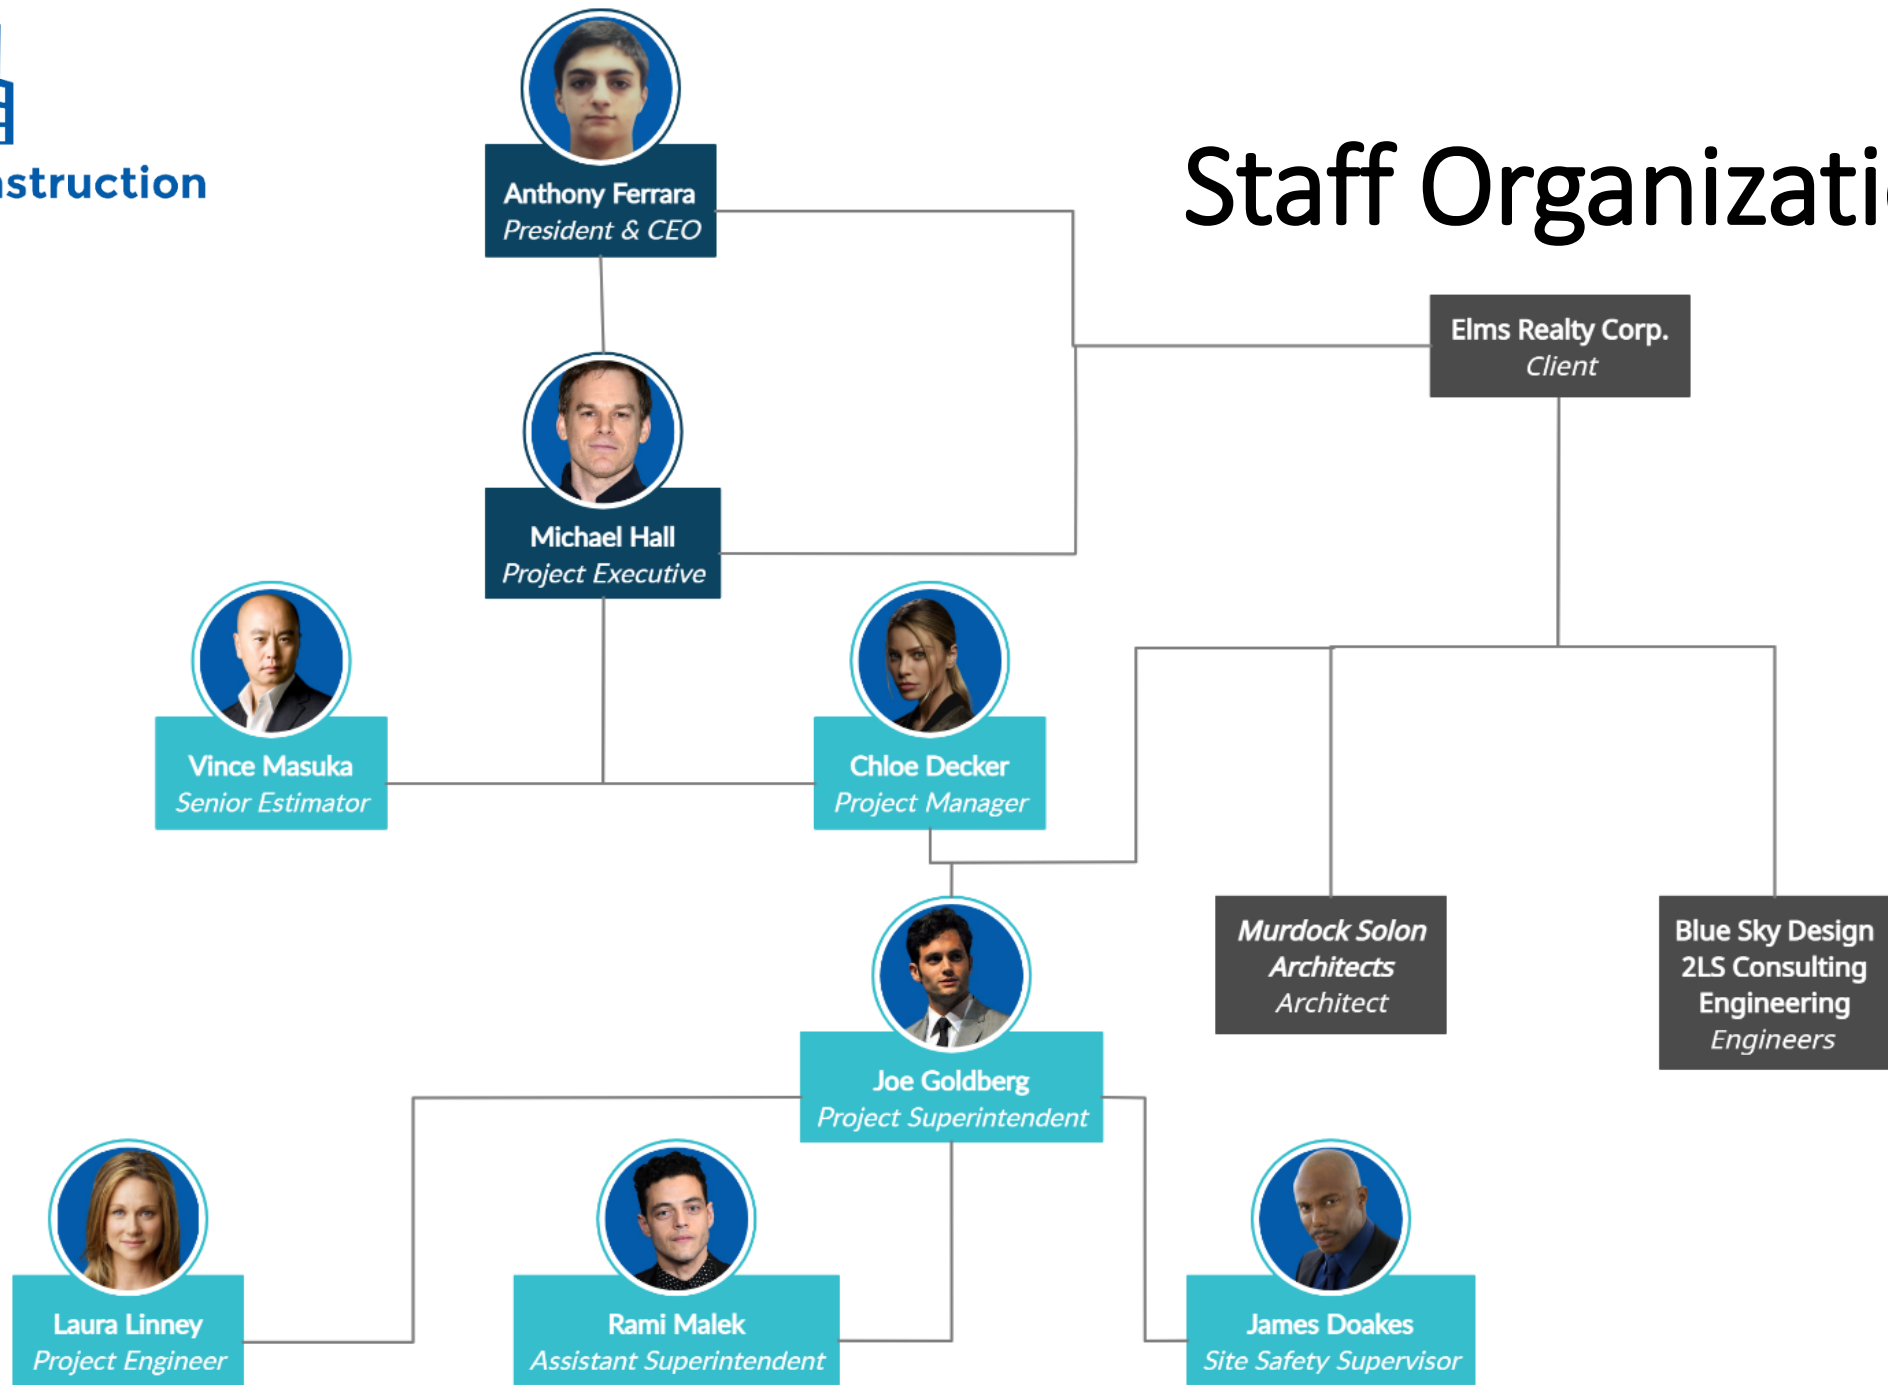 nstruction
Staff Organizati
Anthony Ferrara
President & CEO
Elms Realty Corp.
Client
Michael Hall
Project Executive
Vince Masuka
Senior Estimator
Chloe Decker
Project Manager
Murdock Solon
Architects
Architect
Blue Sky Design
2LS Consulting
Engineering
Engineers
Joe Goldberg
Project Superintendent
Laura Linney
Project Engineer
Rami Malek
Assistant Superintendent
James Doakes
Site Safety Supervisor